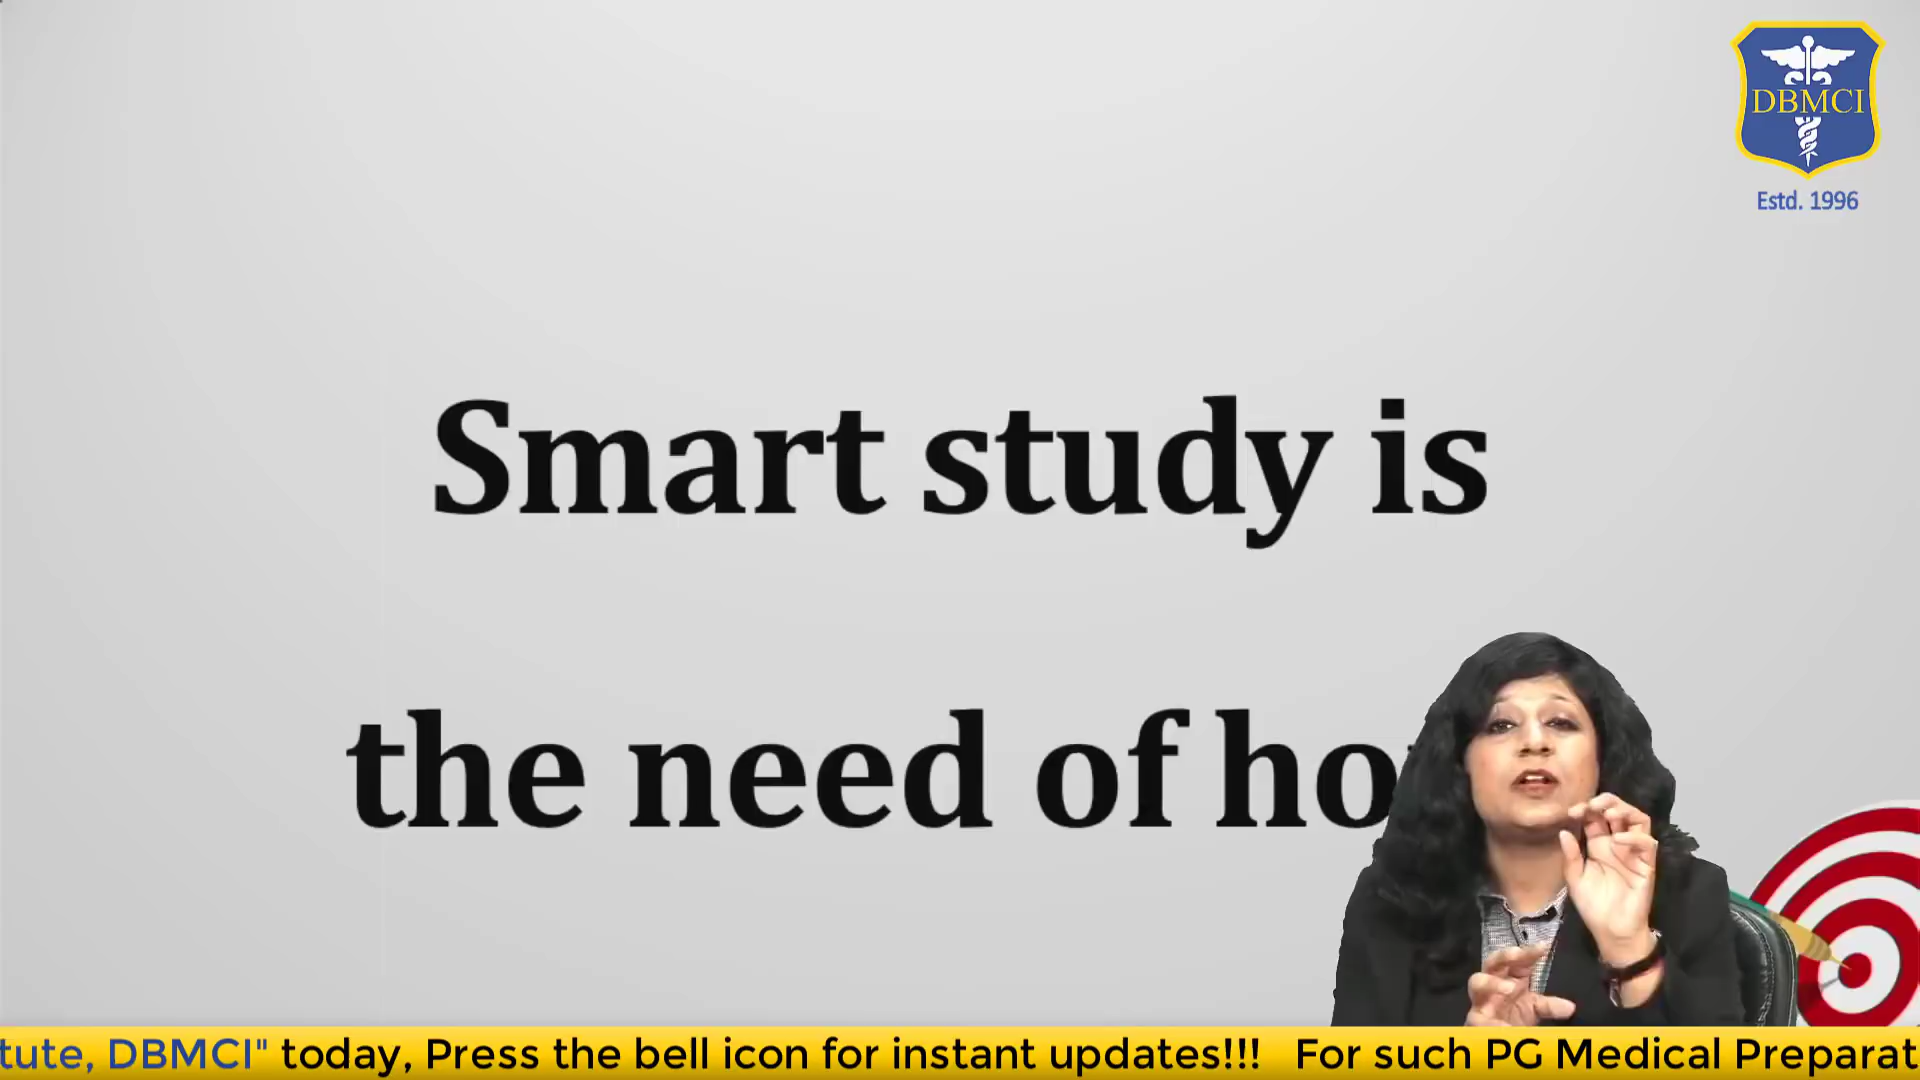 DBMCI
Estd. 1996
Smart study is
the need of
tute, DBMCI" today, Press the bell icon for instant updates!!! For such PG Medical Preparat